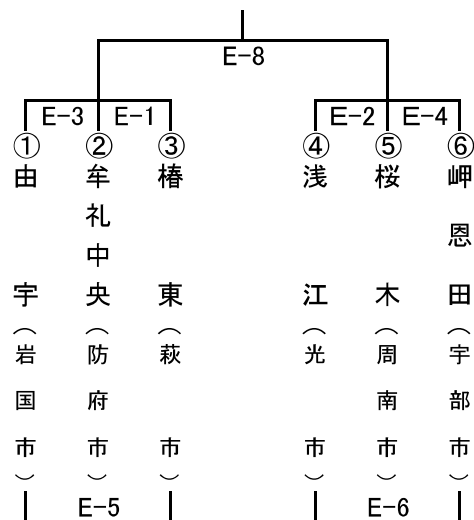 E-8
E-3 E-1 E-2 E-4
① ② ③ ④ ⑤ ⑥
由宇（岩国市）
牟礼中央（防府市）
椿東（萩市）
浅江（光市）
桜木（周南市）
岬恩田（宇部市）
E-5 E-6